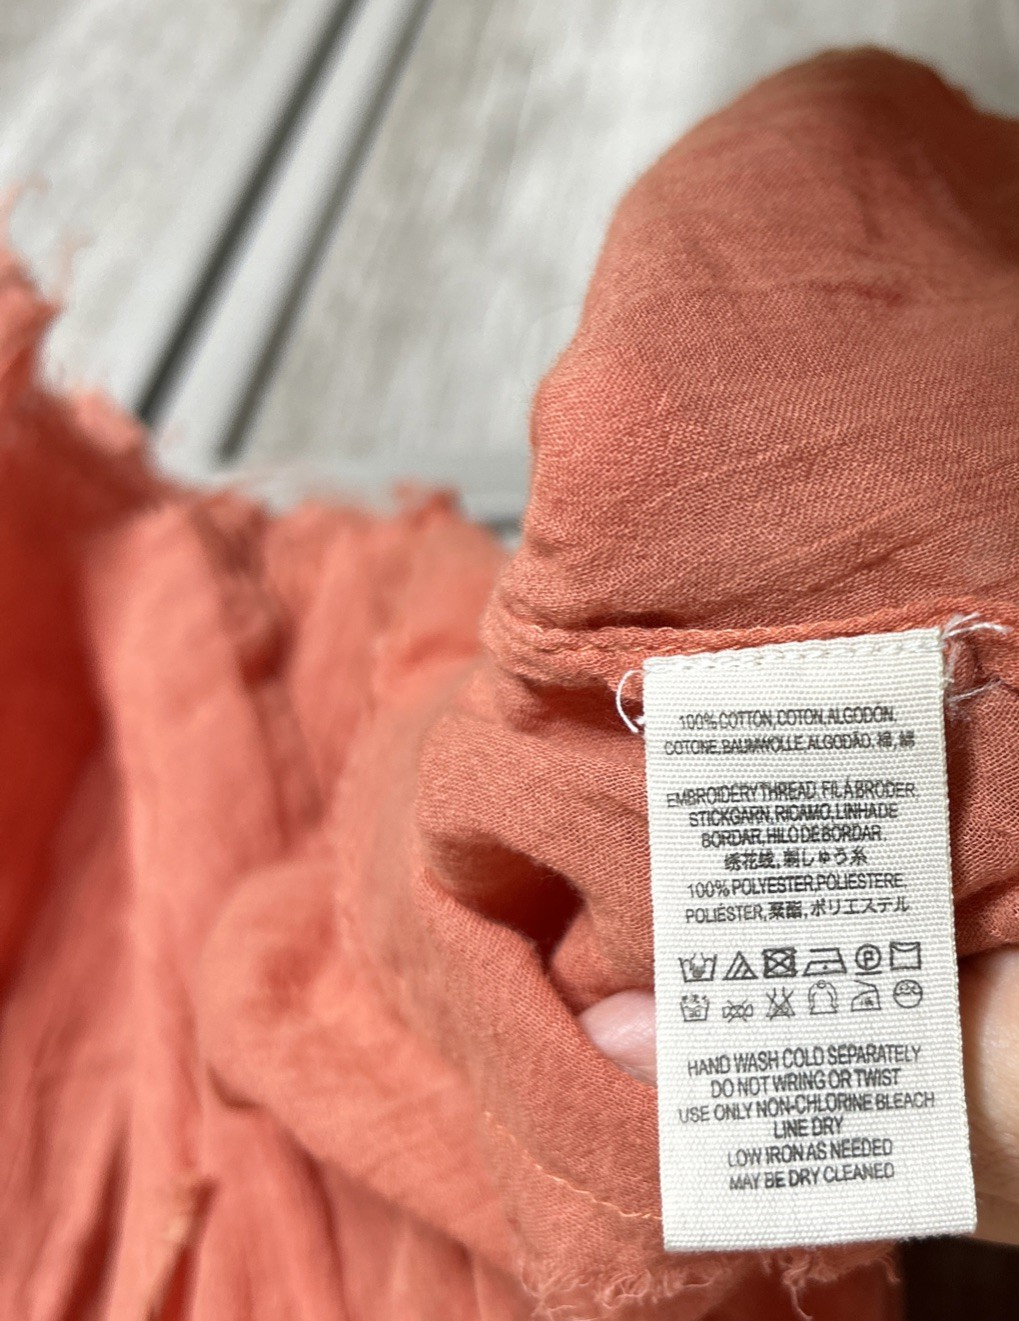 100% COTTON, COTON, ALGODÓN,
COTONE, BAUMWOLLE, ALGODÃO, 棉, 綿
EMBROIDERY THREAD, FIL À BRODER,
STICKGARN, RICAMO, LINHA DE
BORDAR, HILO DE BORDAR,
绣花线, 刺しゅう糸
100% POLYESTER, POLIESTERE,
POLIÉSTER, 聚酯, ポリエステル
P
HAND WASH COLD SEPARATELY
DO NOT WRING OR TWIST
USE ONLY NON-CHLORINE BLEACH
LINE DRY
LOW IRON AS NEEDED
MAY BE DRY CLEANED